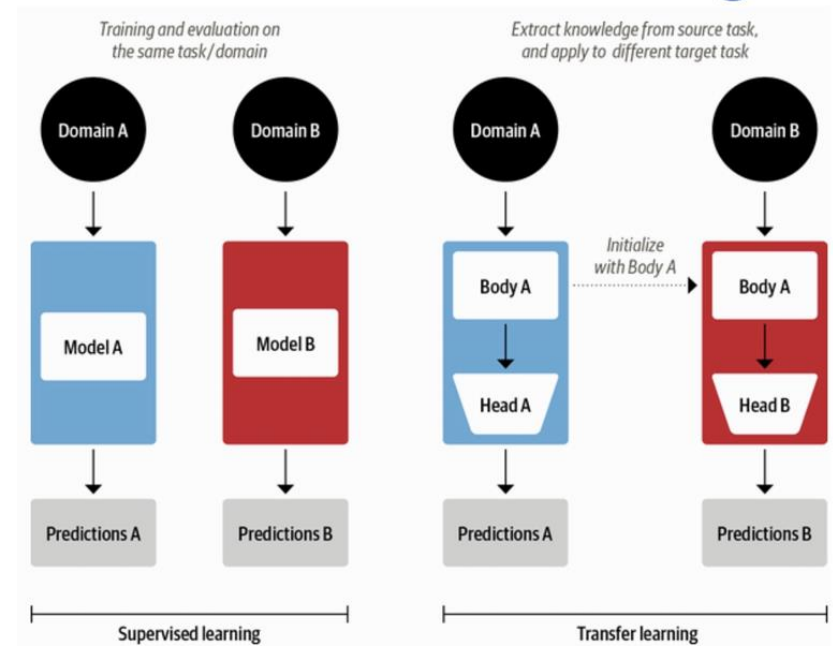 Training and evaluation on
the same task/domain
Extract knowledge from source task,
and apply to different target task
Domain A
Domain B
Domain A
Domain B
Initialize
with Body A
Model A
Model B
Body A
Body A
Head A
Head B
Predictions A
Predictions B
Predictions A
Predictions B
Supervised learning
Transfer learning